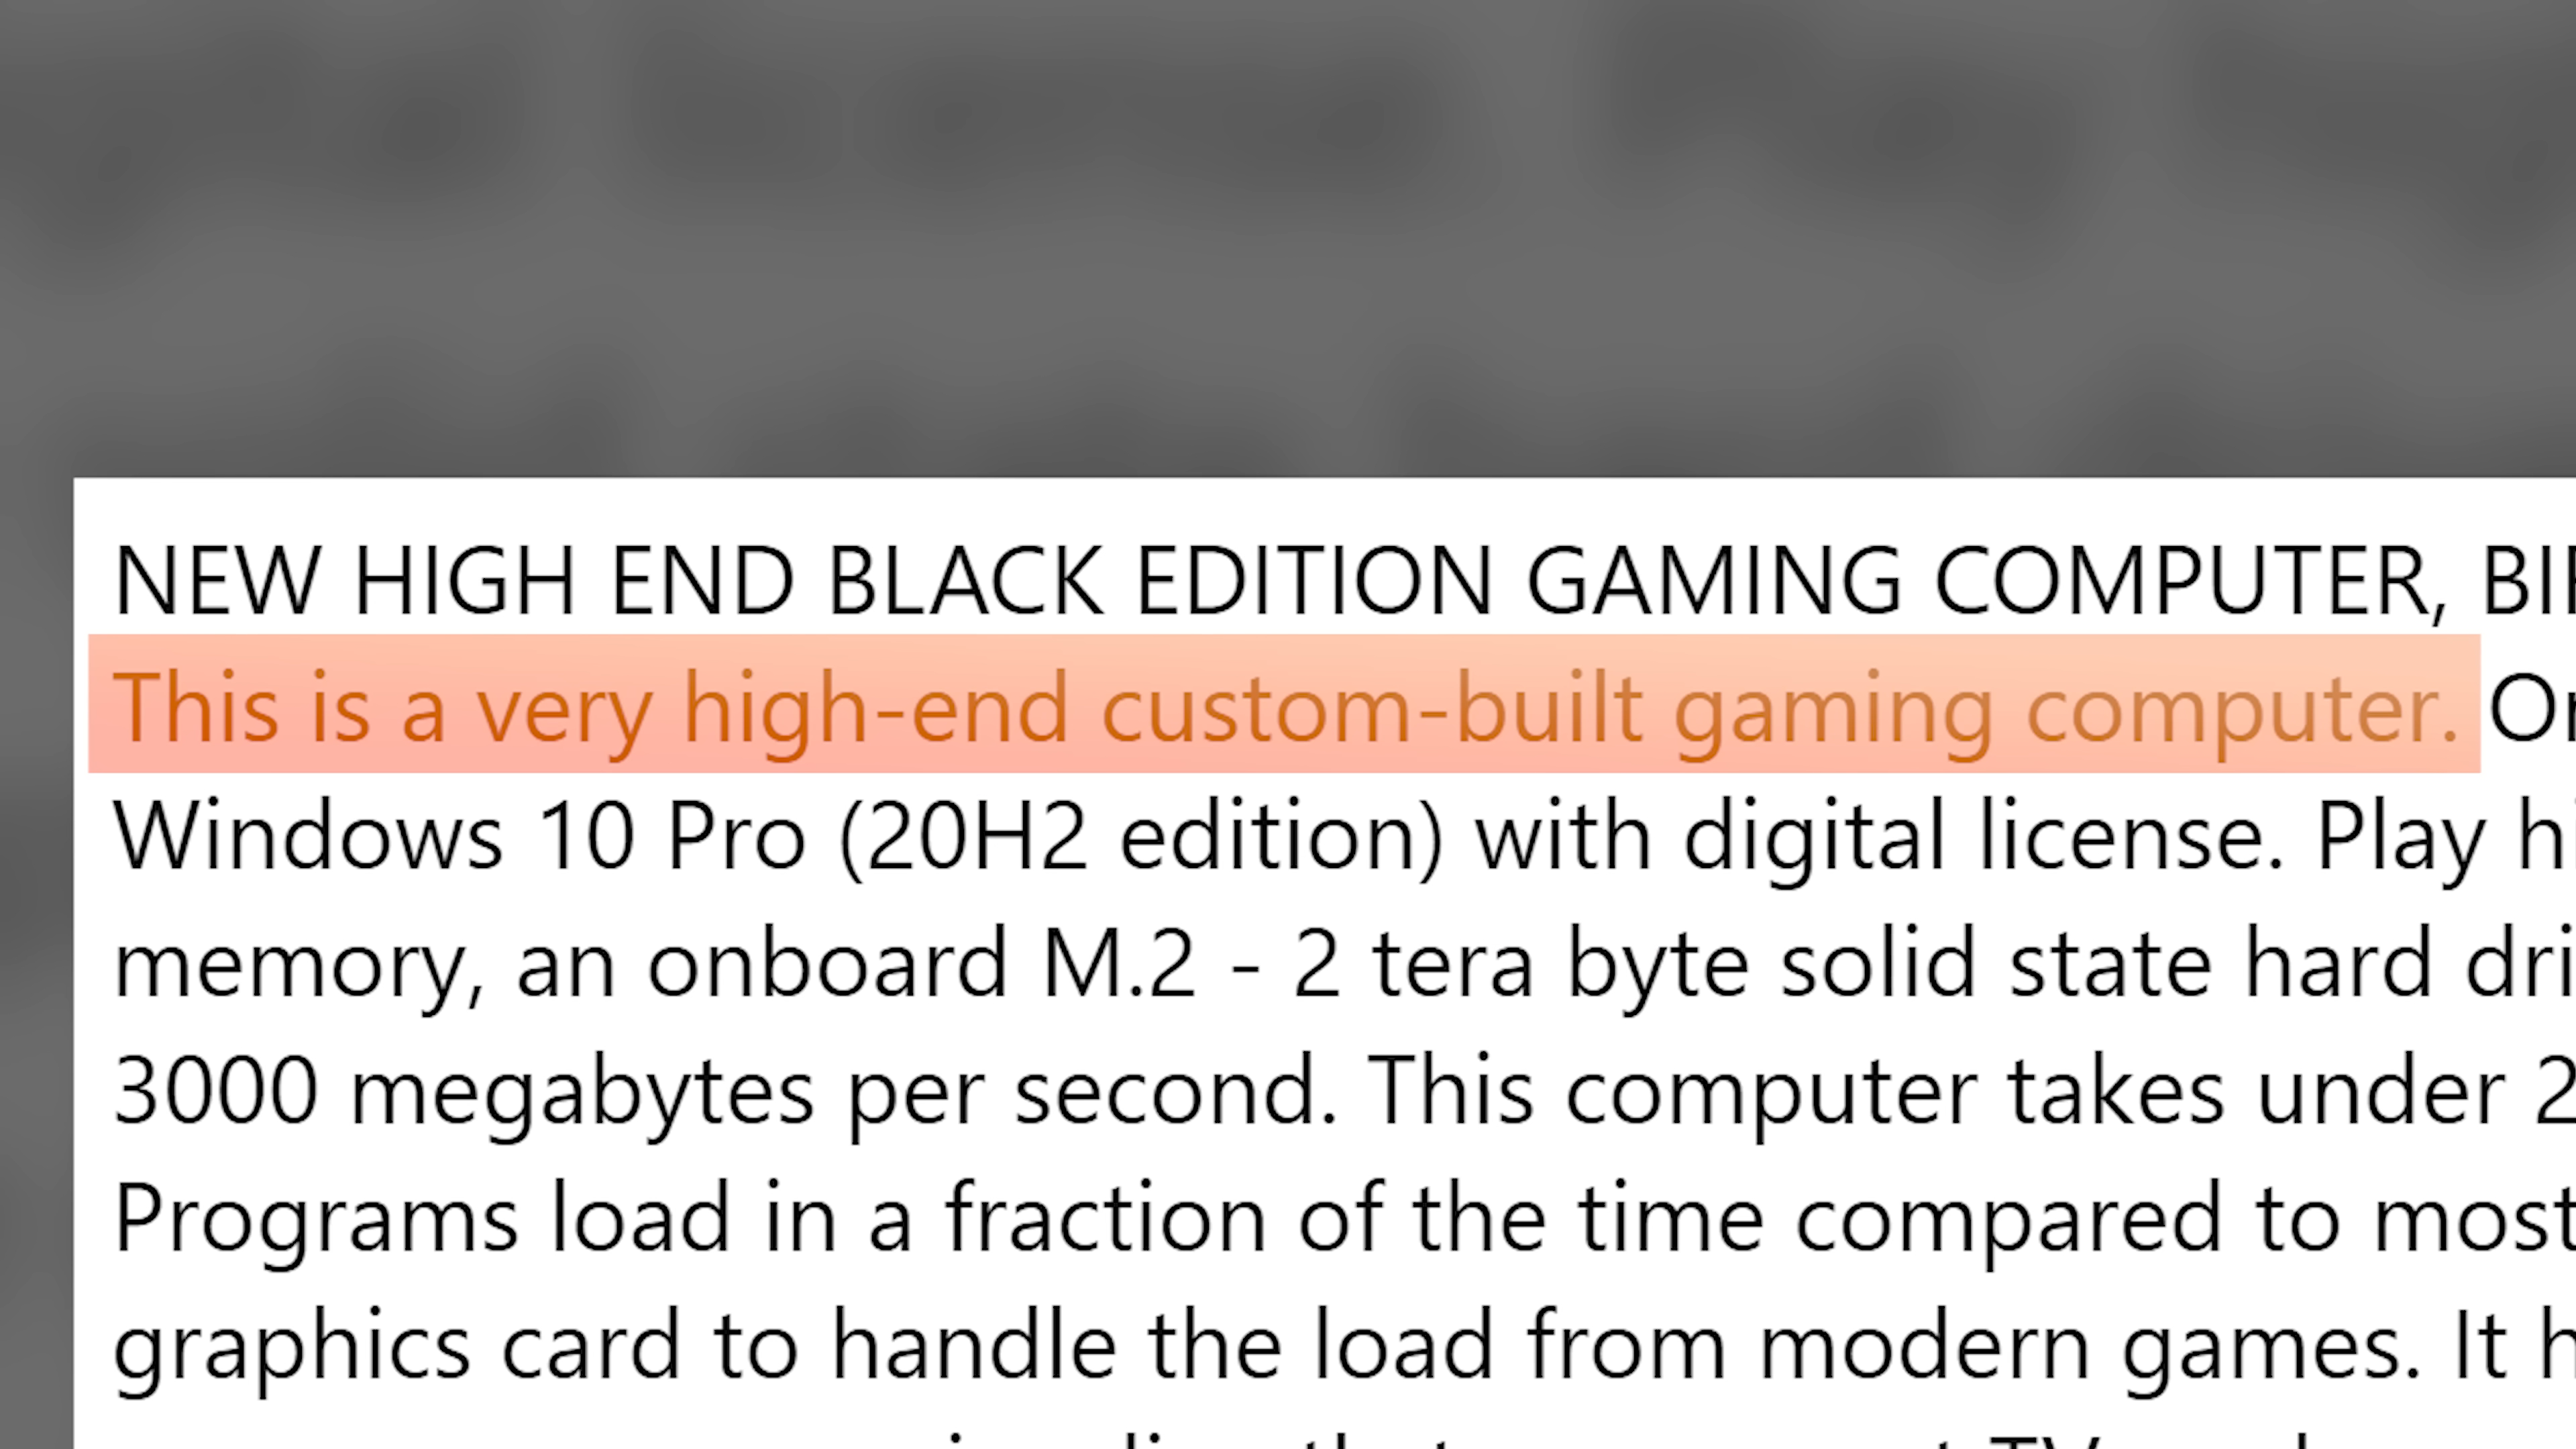 NEW HIGH END BLACK EDITION GAMING COMPUTER,
This is a very high-end custom-built gaming computer.
Windows 10 Pro (20H2 edition) with digital license. Play
memory, an onboard M.2 - 2 tera byte solid state hard
3000 megabytes per second. This computer takes under
Programs load in a fraction of the time compared to most
graphics card to handle the load from modern games. It